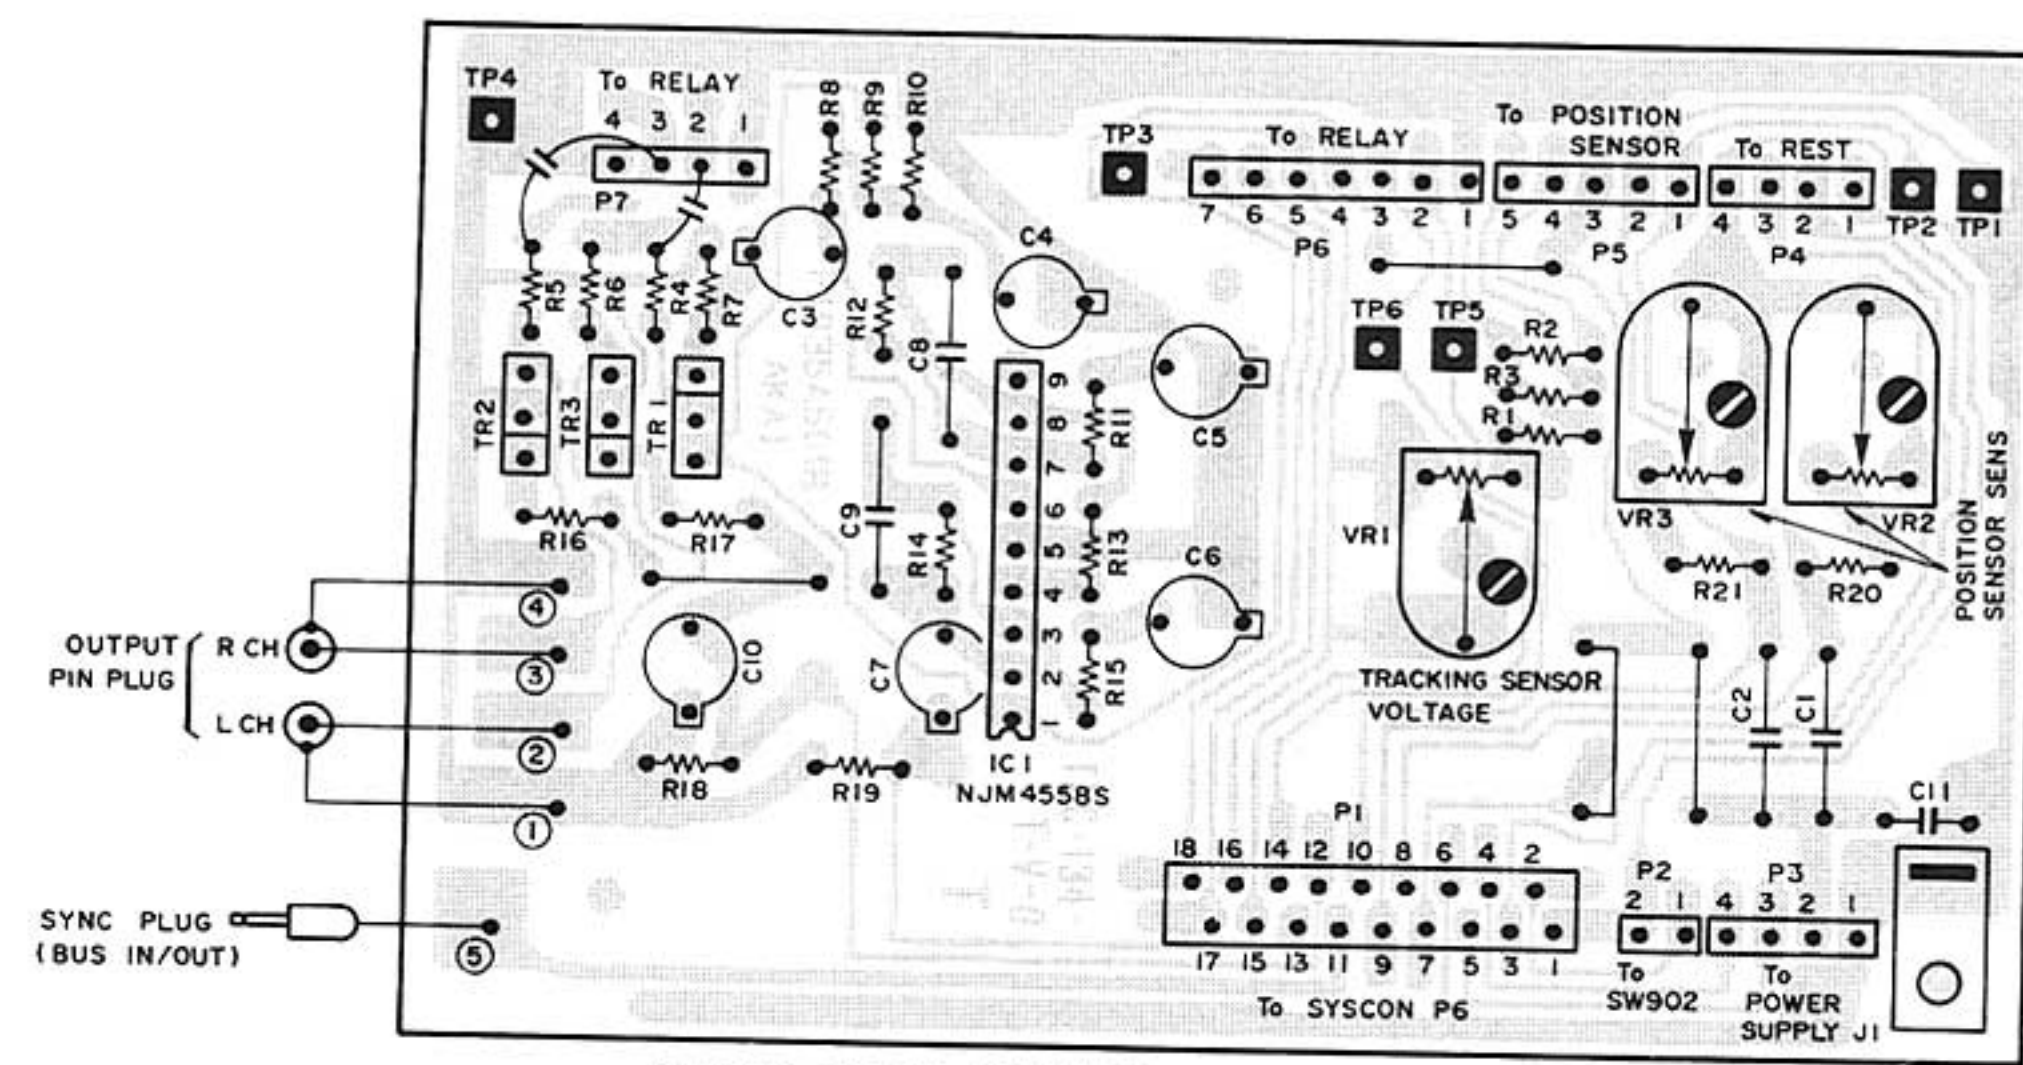 TP4
To RELAY
4 3 2 1
P7
R8
R9
R10
TP3
To RELAY
7 6 5 4 3 2 1
P6
To POSITION
SENSOR
5 4 3 2 1
P5
To REST
4 3 2 1
P4
TP2
TP1
R5
R6
R4
R7
C3
R12
C8
C4
C5
TP6
TP5
R2
R3
R1
TR2
TR3
TR1
9
8
7
6
5
4
3
2
1
R11
R16
R17
C9
R14
R13
C6
VR1
VR3
VR2
R21
R20
POSITION
SENSOR SENS
TRACKING SENSOR
VOLTAGE
OUTPUT
PIN PLUG
R CH
L CH
4
3
2
1
C10
C7
R15
R18
R19
IC1
NJM4558S
C2
C1
C11
P1
18 16 14 12 10 8 6 4 2
17 15 13 11 9 7 5 3 1
To SYSCON P6
P2
2 1
To
SW902
P3
4 3 2 1
To
POWER
SUPPLY J1
SYNC PLUG
(BUS IN/OUT)
5